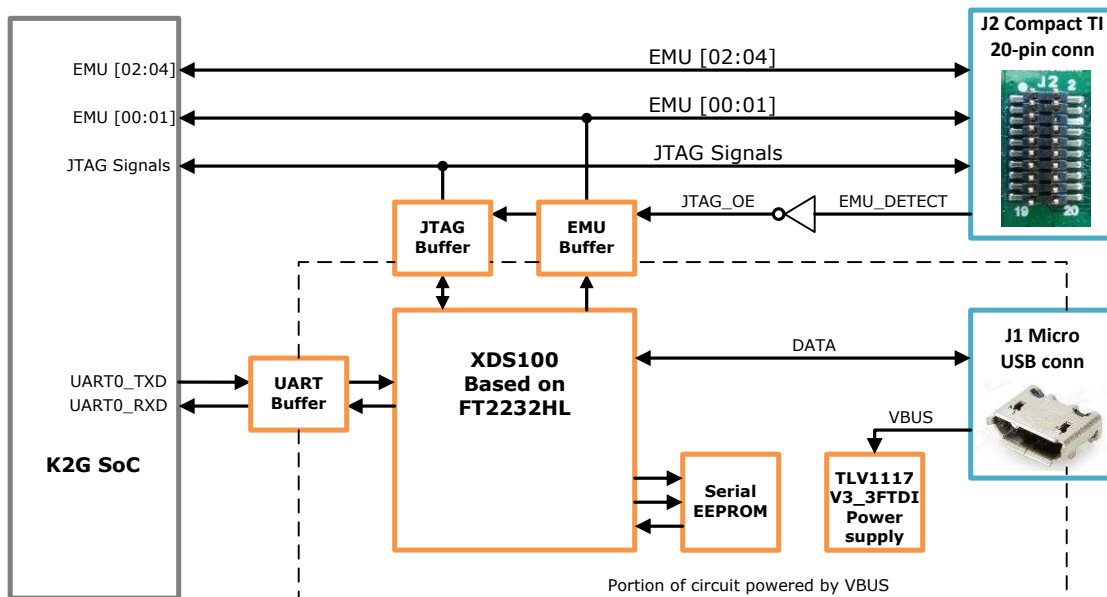 J2 Compact TI
20-pin conn
EMU [02:04]
EMU [02:04]
J2
2
EMU [00:01]
EMU [00:01]
JTAG Signals
JTAG Signals
19
20
JTAG_OE
EMU_DETECT
JTAG
Buffer
EMU
Buffer
J1 Micro
USB conn
DATA
XDS100
Based on
FT2232HL
UART0_TXD
UART0_RXD
UART
Buffer
VBUS
K2G SoC
TLV1117
V3_3FTDI
Power
supply
Serial
EEPROM
Portion of circuit powered by VBUS